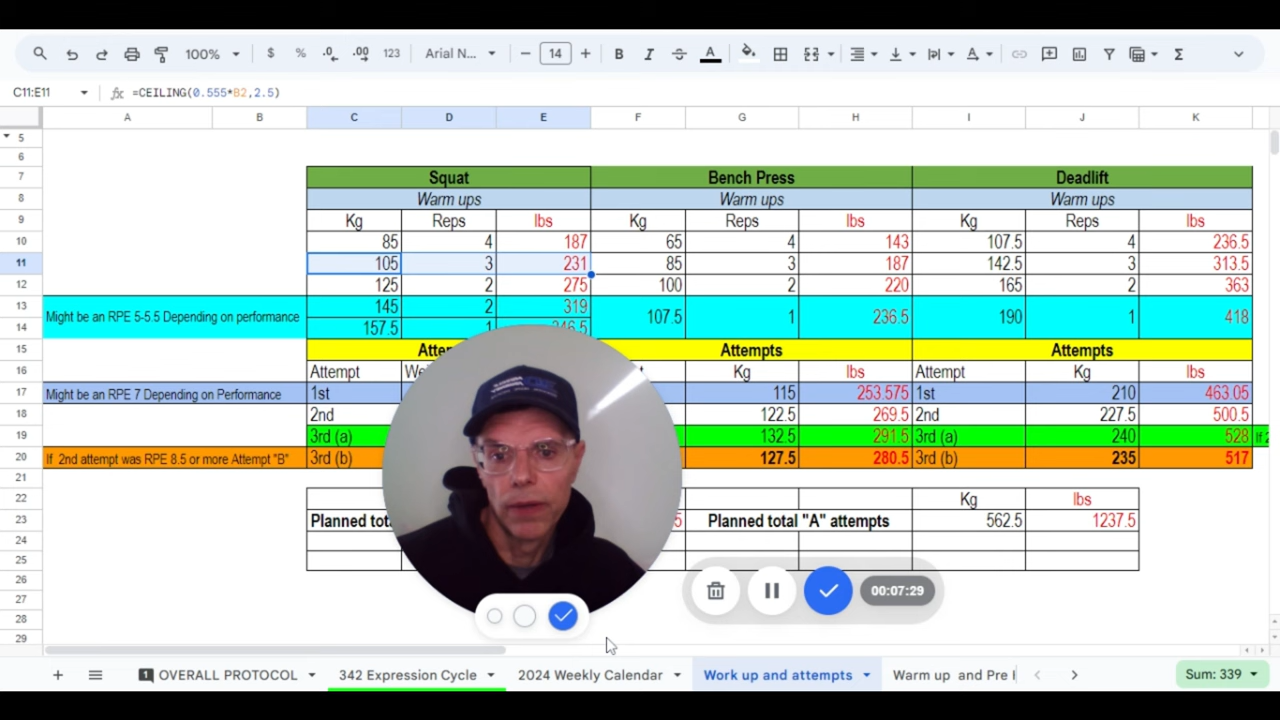 100% $ % .0 .00 123 Arial N... − 14 + B I A Σ
C11:E11 fx =CEILING(0.555*B2,2.5)
A B C D E F G H I J K
5
6
7 Squat Bench Press Deadlift
8 Warm ups Warm ups Warm ups
9 Kg Reps lbs Kg Reps lbs Kg Reps lbs
10 85 4 187 65 4 143 107.5 4 236.5
11 105 3 231 85 3 187 142.5 3 313.5
12 125 2 275 100 2 220 165 2 363
13 Might be an RPE 5-5.5 Depending on performance 145 2 319 107.5 1 236.5 190 1 418
14 157.5 1
15 Attempts Attempts
16 Attempt Kg lbs Attempt Kg lbs
17 Might be an RPE 7 Depending on Performance 1st 115 253.575 1st 210 463.05
18 2nd 122.5 269.5 2nd 227.5 500.5
19 3rd (a) 132.5 291.5 3rd (a) 240 528
20 If 2nd attempt was RPE 8.5 or more Attempt "B" 3rd (b) 127.5 280.5 3rd (b) 235 517
21
22 Kg lbs
23 Planned 5 Planned total "A" attempts 562.5 1237.5
24
25
26
27
28
29
00:07:29
+ 1 OVERALL PROTOCOL 342 Expression Cycle 2024 Weekly Calendar Work up and attempts Warm up and Pre Sum: 339